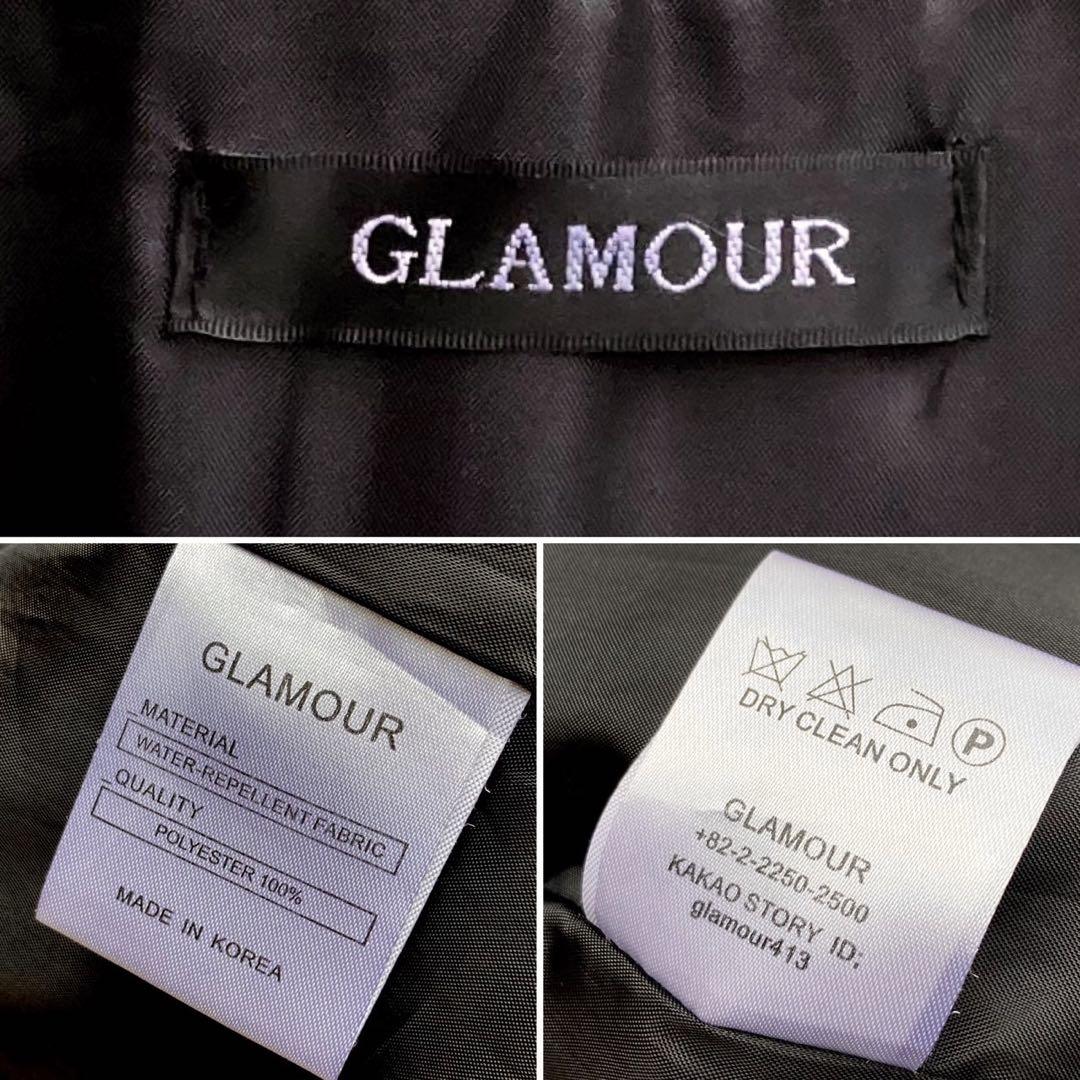 GLAMOUR
GLAMOUR
MATERIAL
WATER-REPELLENT FABRIC
QUALITY
POLYESTER 100%
MADE IN KOREA
P
DRY CLEAN ONLY
GLAMOUR
+82-2-2250-2500
KAKAO STORY ID:
glamour413